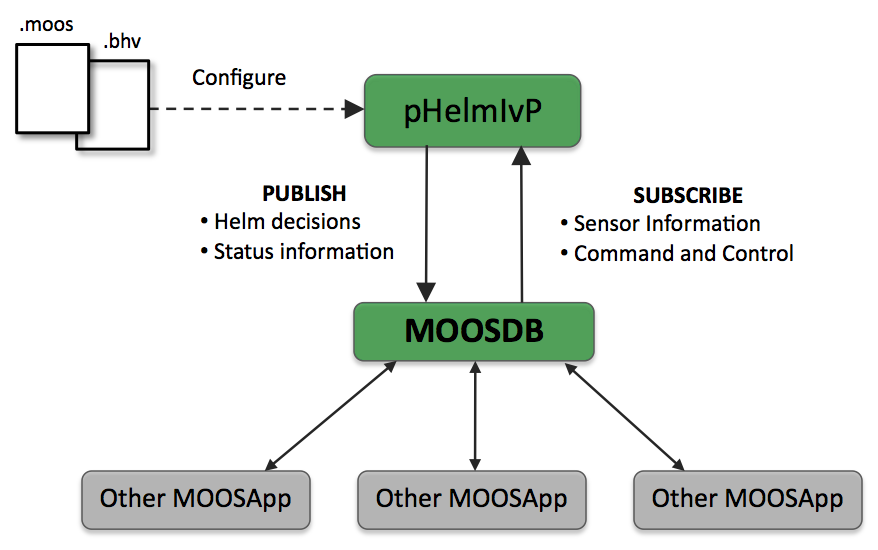 .moos
.bhv
Configure
pHelmIvP
PUBLISH
• Helm decisions
• Status information
SUBSCRIBE
• Sensor Information
• Command and Control
MOOSDB
Other MOOSApp
Other MOOSApp
Other MOOSApp